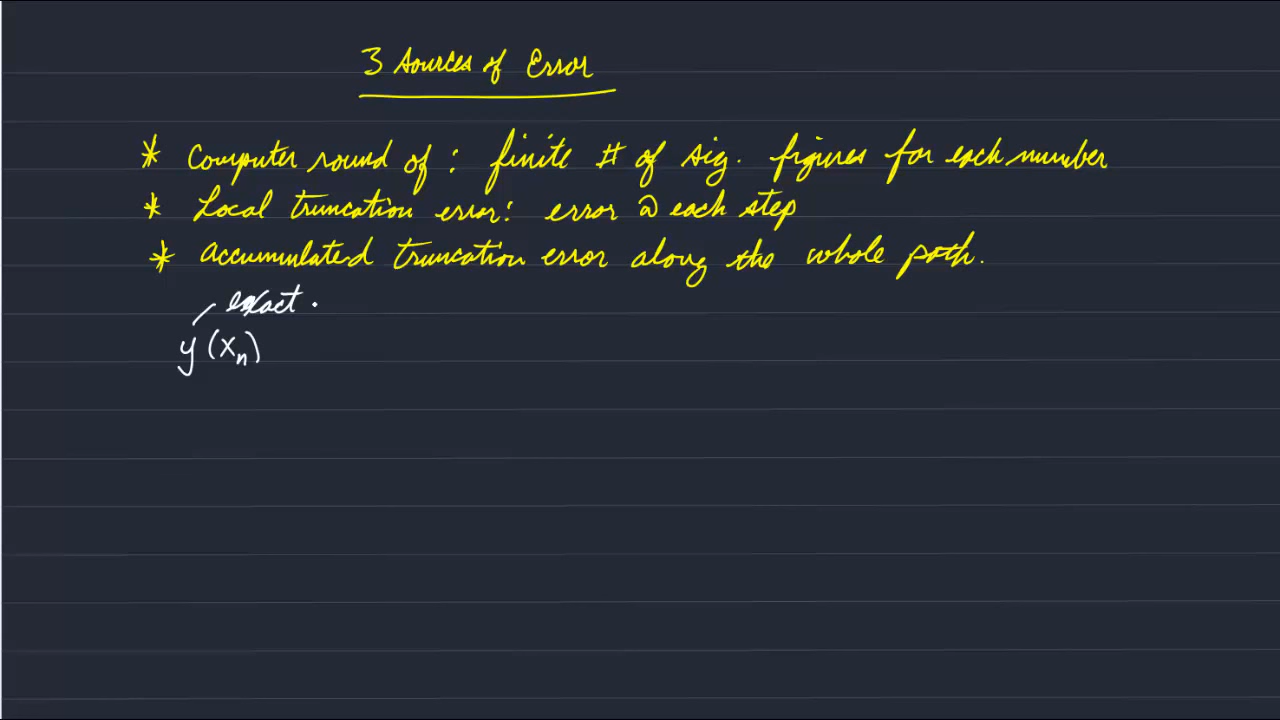 3 Sources of Error
* Computer round of : finite # of sig. figures for each number
* Local truncation error: error @ each step
* Accumulated truncation error along the whole path.
exact.
y(xₙ)